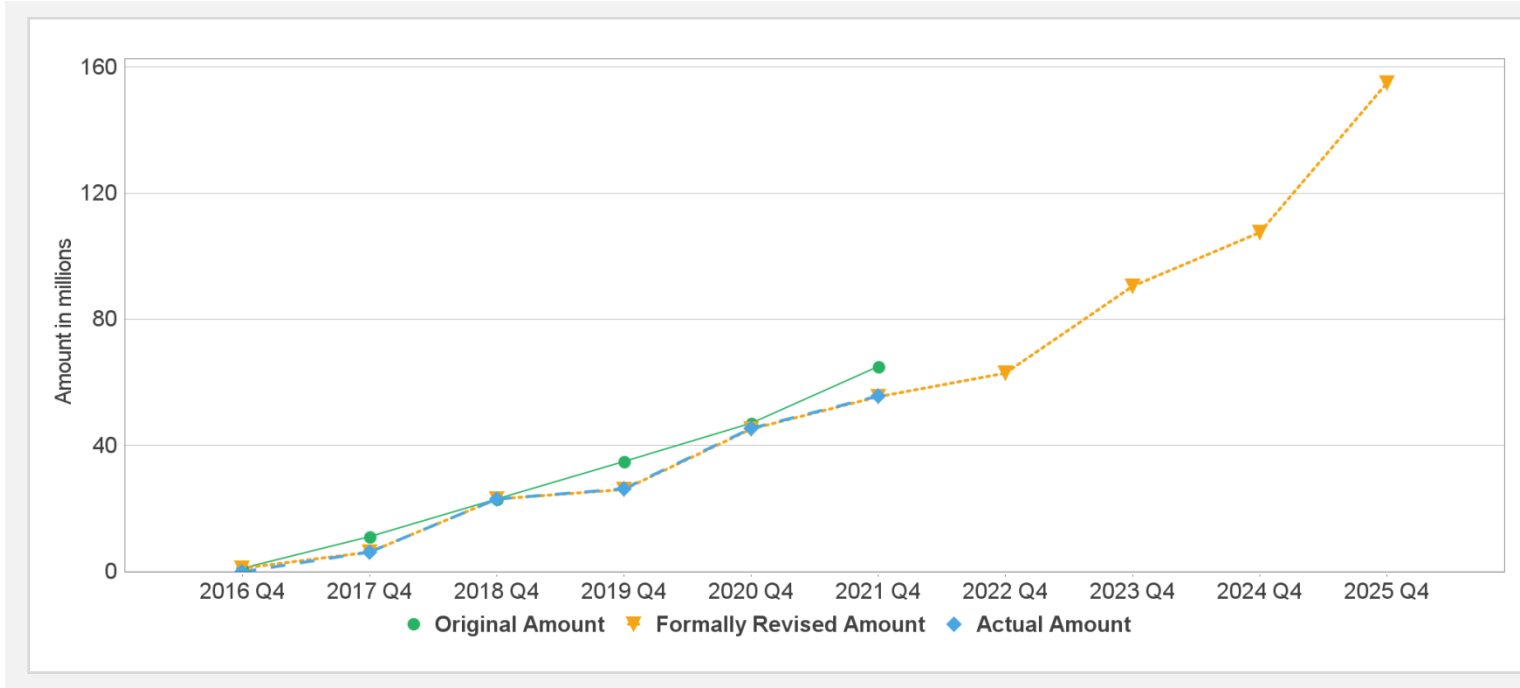 160
120
80
40
0
Amount in millions
2016 Q4 2017 Q4 2018 Q4 2019 Q4 2020 Q4 2021 Q4 2022 Q4 2023 Q4 2024 Q4 2025 Q4
Original Amount Formally Revised Amount Actual Amount